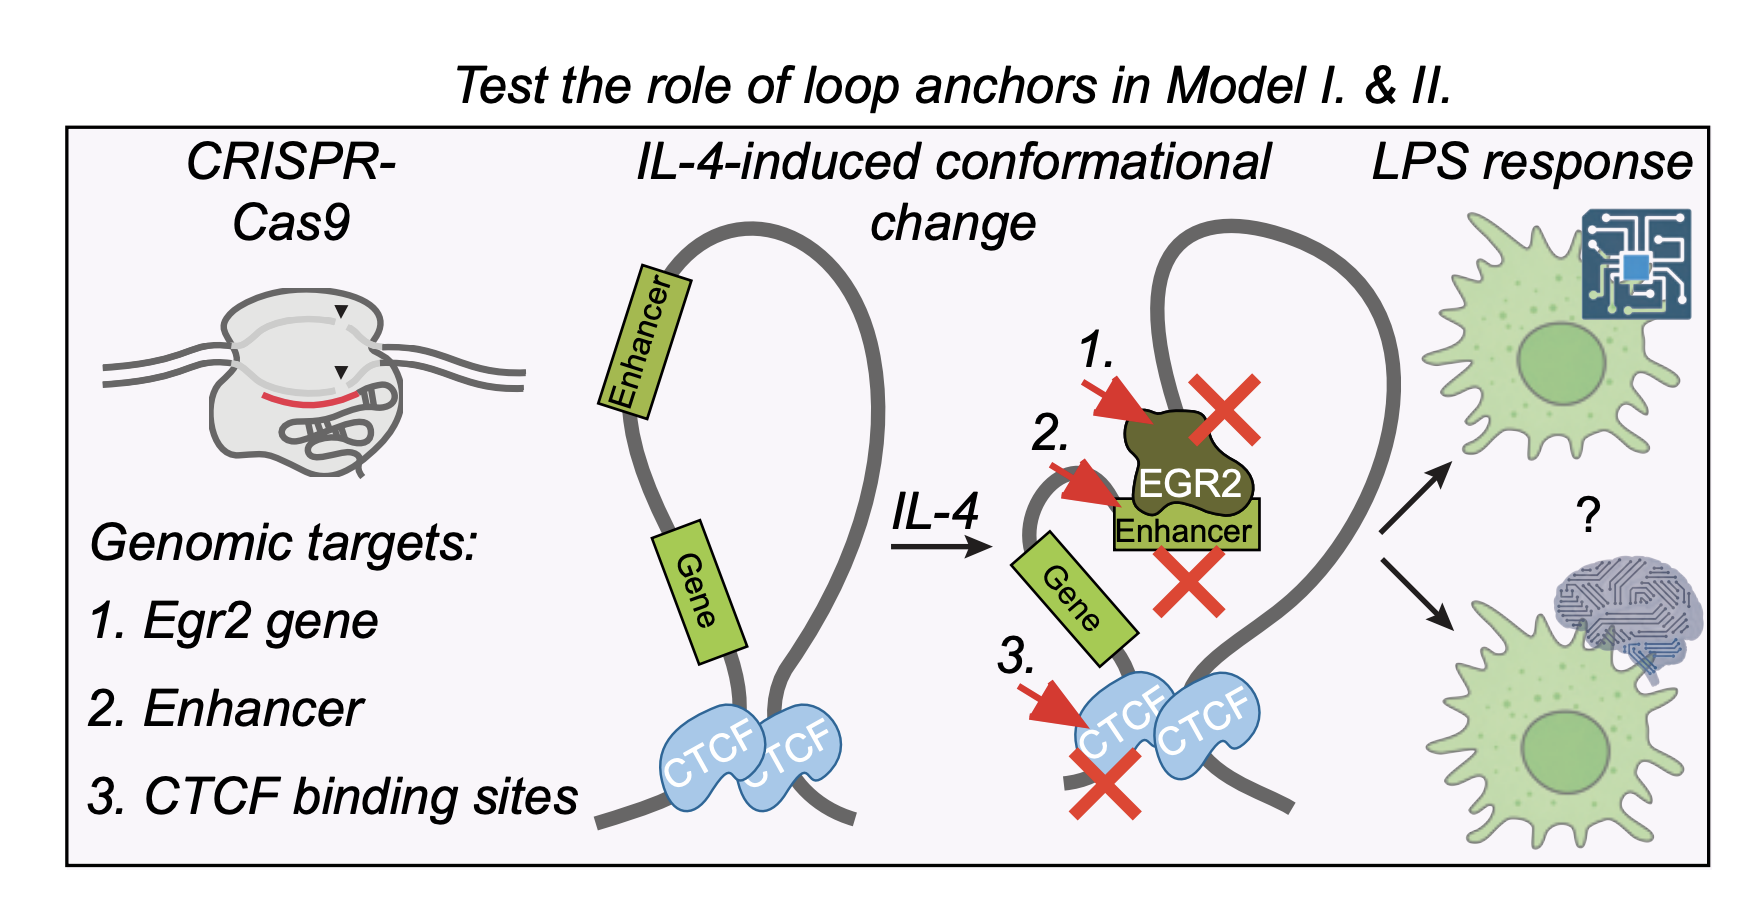 Test the role of loop anchors in Model I. & II.
CRISPR-
Cas9
IL-4-induced conformational
change
LPS response
Enhancer
Gene
CTCF
CTCF
IL-4
1.
2.
EGR2
Enhancer
Gene
3.
CTCF
CTCF
?
Genomic targets:
1. Egr2 gene
2. Enhancer
3. CTCF binding sites